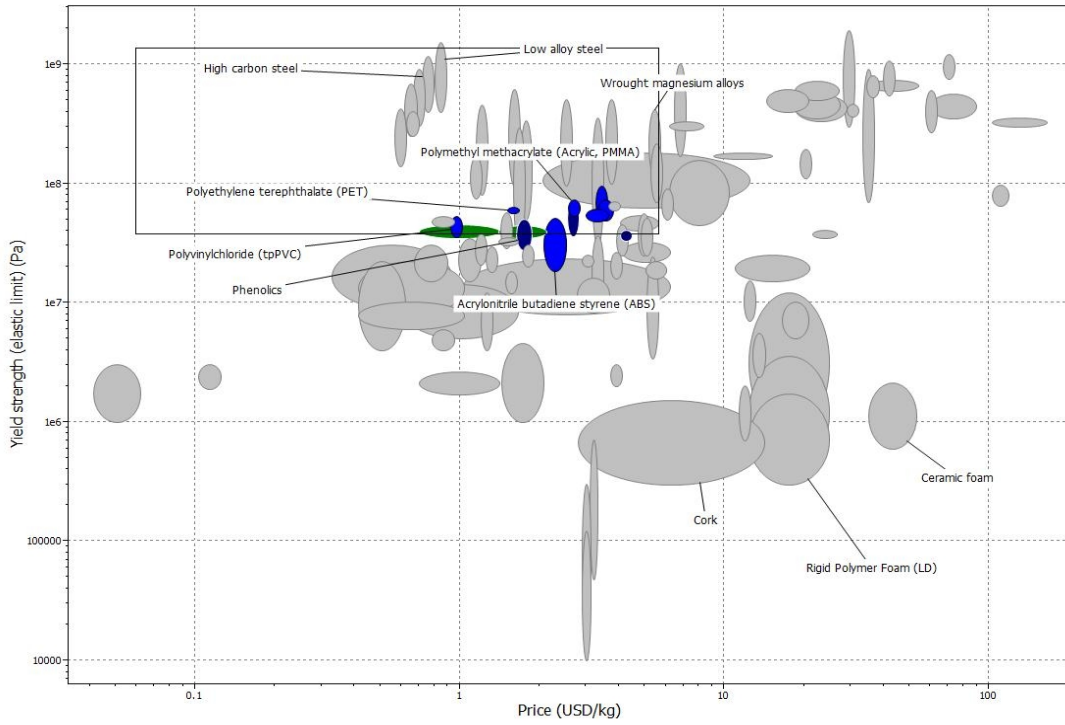 1e9
1e8
1e7
1e6
100000
10000
Yield strength (elastic limit) (Pa)
Low alloy steel
High carbon steel
Wrought magnesium alloys
Polymethyl methacrylate (Acrylic, PMMA)
Polyethylene terephthalate (PET)
Polyvinylchloride (tpPVC)
Phenolics
Acrylonitrile butadiene styrene (ABS)
Ceramic foam
Cork
Rigid Polymer Foam (LD)
0.1
1
10
100
Price (USD/kg)